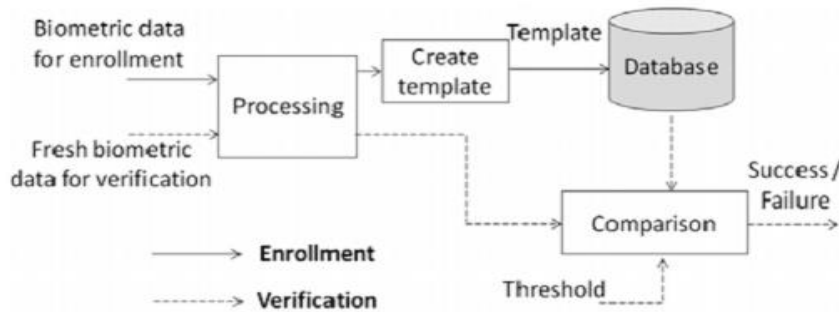 Biometric data
for enrollment
Processing
Create
template
Template
Database
Fresh biometric
data for verification
Comparison
Success/
Failure
Threshold
Enrollment
Verification